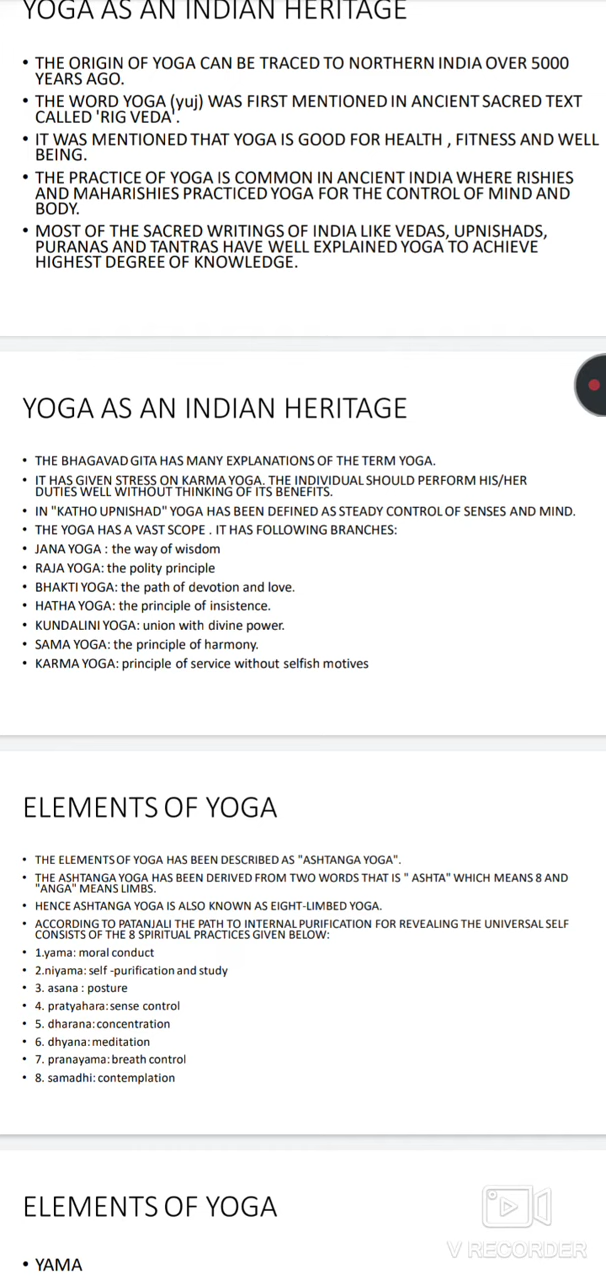 YOGA AS AN INDIAN HERITAGE
• THE ORIGIN OF YOGA CAN BE TRACED TO NORTHERN INDIA OVER 5000
YEARS AGO.
• THE WORD YOGA (yuj) WAS FIRST MENTIONED IN ANCIENT SACRED TEXT
CALLED 'RIG VEDA'.
• IT WAS MENTIONED THAT YOGA IS GOOD FOR HEALTH , FITNESS AND WELL
BEING.
• THE PRACTICE OF YOGA IS COMMON IN ANCIENT INDIA WHERE RISHIES
AND MAHARISHIES PRACTICED YOGA FOR THE CONTROL OF MIND AND
BODY.
• MOST OF THE SACRED WRITINGS OF INDIA LIKE VEDAS, UPNISHADS,
PURANAS AND TANTRAS HAVE WELL EXPLAINED YOGA TO ACHIEVE
HIGHEST DEGREE OF KNOWLEDGE.
YOGA AS AN INDIAN HERITAGE
• THE BHAGAVAD GITA HAS MANY EXPLANATIONS OF THE TERM YOGA.
• IT HAS GIVEN STRESS ON KARMA YOGA. THE INDIVIDUAL SHOULD PERFORM HIS/HER
DUTIES WELL WITHOUT THINKING OF ITS BENEFITS.
• IN "KATHO UPNISHAD" YOGA HAS BEEN DEFINED AS STEADY CONTROL OF SENSES AND MIND.
• THE YOGA HAS A VAST SCOPE . IT HAS FOLLOWING BRANCHES:
• JANA YOGA : the way of wisdom
• RAJA YOGA: the polity principle
• BHAKTI YOGA: the path of devotion and love.
• HATHA YOGA: the principle of insistence.
• KUNDALINI YOGA: union with divine power.
• SAMA YOGA: the principle of harmony.
• KARMA YOGA: principle of service without selfish motives
ELEMENTS OF YOGA
• THE ELEMENTS OF YOGA HAS BEEN DESCRIBED AS "ASHTANGA YOGA".
• THE ASHTANGA YOGA HAS BEEN DERIVED FROM TWO WORDS THAT IS " ASHTA" WHICH MEANS 8 AND
"ANGA" MEANS LIMBS.
• HENCE ASHTANGA YOGA IS ALSO KNOWN AS EIGHT-LIMBED YOGA.
• ACCORDING TO PATANJALI THE PATH TO INTERNAL PURIFICATION FOR REVEALING THE UNIVERSAL SELF
CONSISTS OF THE 8 SPIRITUAL PRACTICES GIVEN BELOW:
• 1.yama: moral conduct
• 2.niyama: self -purification and study
• 3. asana : posture
• 4. pratyahara: sense control
• 5. dharana: concentration
• 6. dhyana: meditation
• 7. pranayama: breath control
• 8. samadhi: contemplation
ELEMENTS OF YOGA
• YAMA
V RECORDER